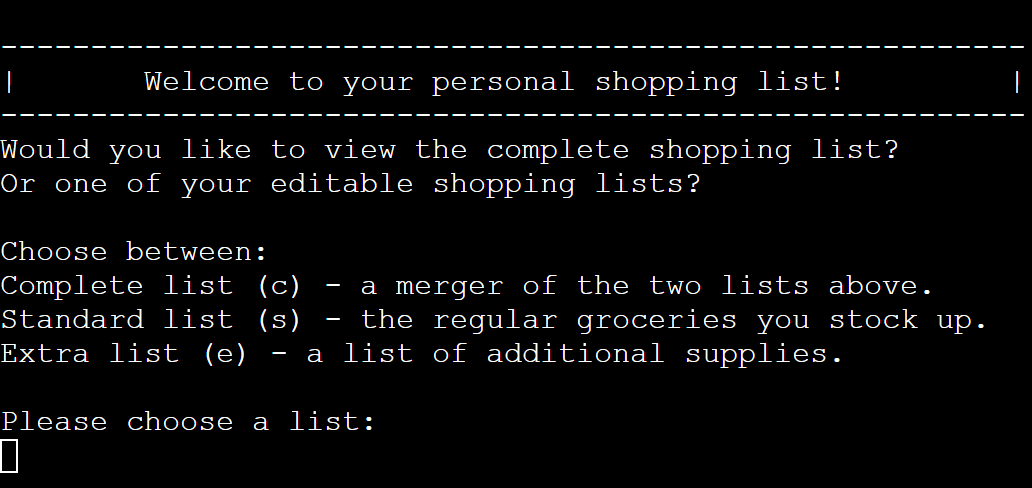 ---------------------------------------------------------
|       Welcome to your personal shopping list!         |
---------------------------------------------------------
Would you like to view the complete shopping list?
Or one of your editable shopping lists?
Choose between:
Complete list (c) - a merger of the two lists above.
Standard list (s) - the regular groceries you stock up.
Extra list (e) - a list of additional supplies.
Please choose a list: